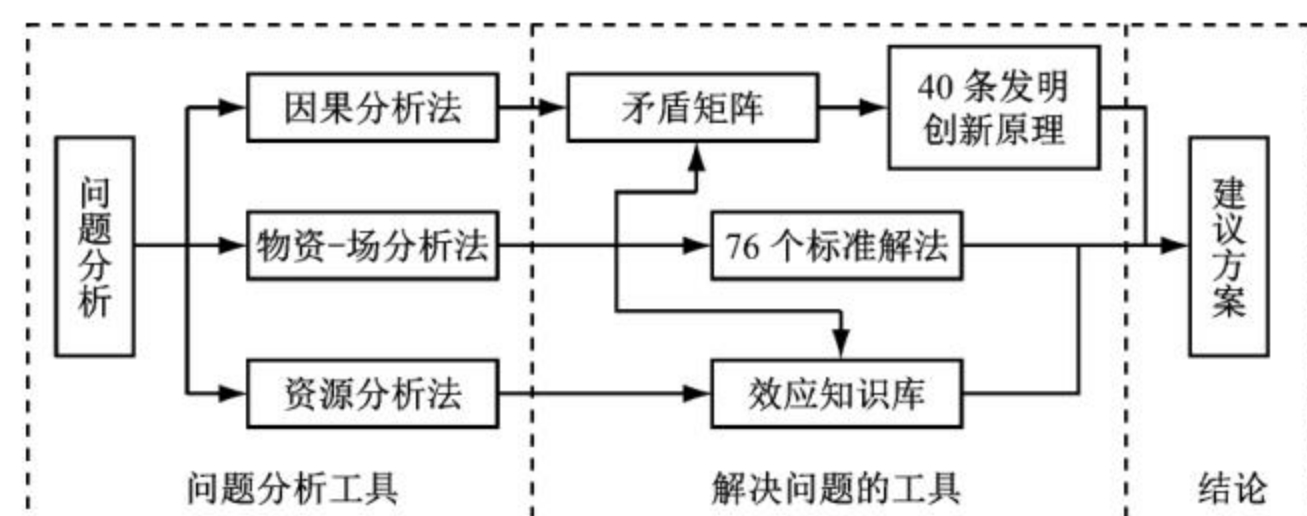 问题分析
因果分析法
物资-场分析法
资源分析法
问题分析工具
矛盾矩阵
40 条发明
创新原理
76 个标准解法
效应知识库
解决问题的工具
建议方案
结论